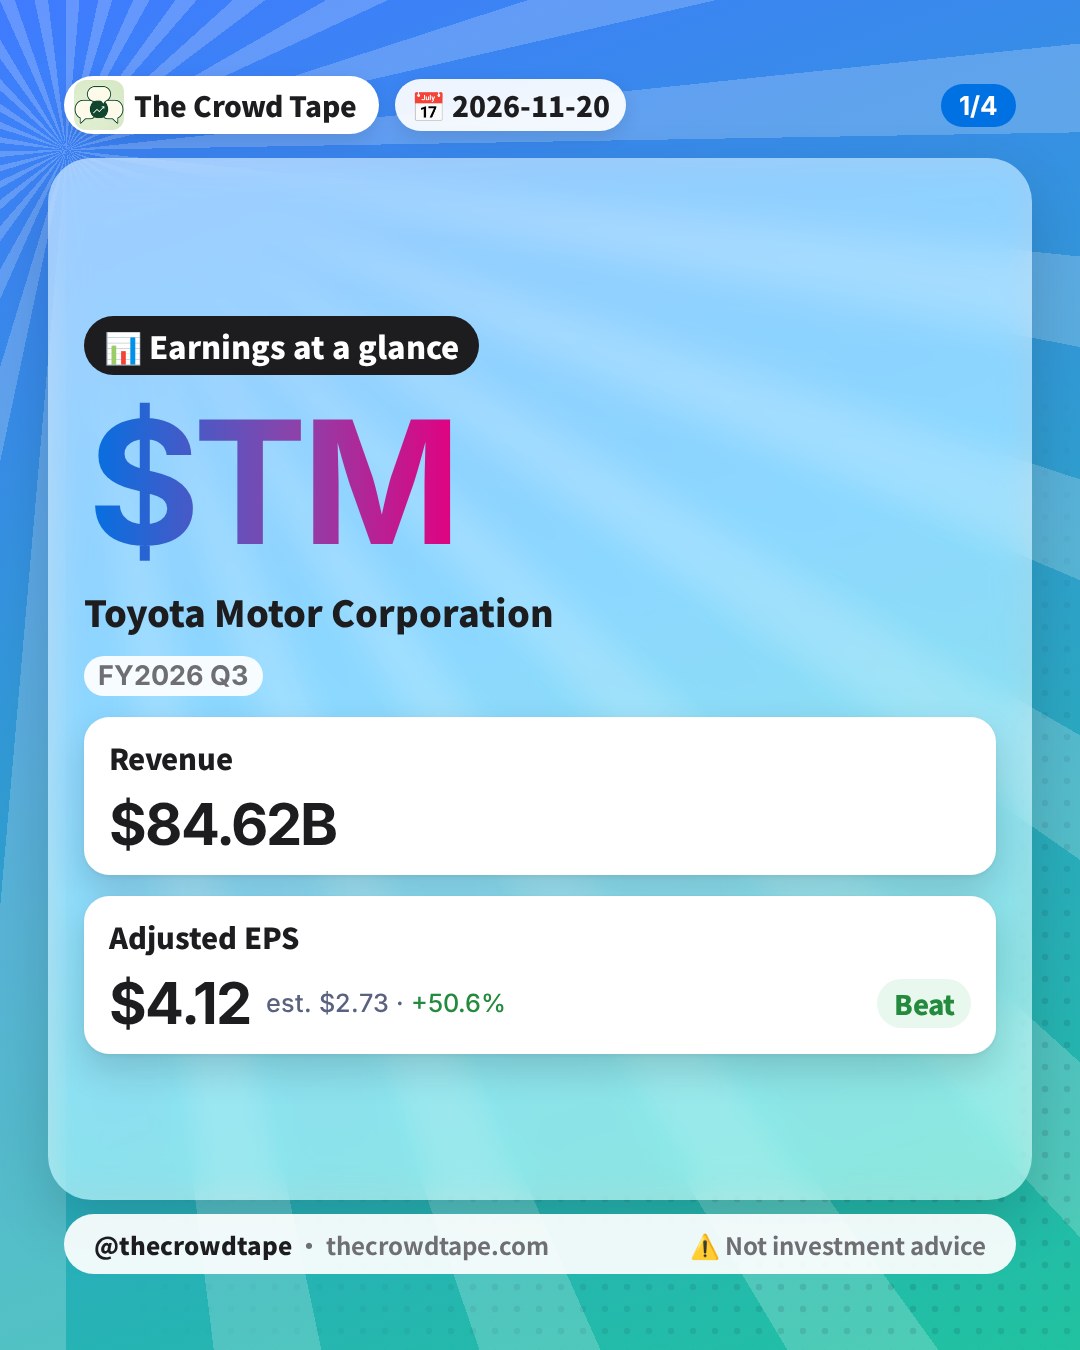 The Crowd Tape
📅 2026-11-20
1/4
📊 Earnings at a glance
$TM
Toyota Motor Corporation
FY2026 Q3
Revenue
$84.62B
Adjusted EPS
$4.12 est. $2.73 · +50.6%
Beat
@thecrowdtape • thecrowdtape.com
⚠️ Not investment advice